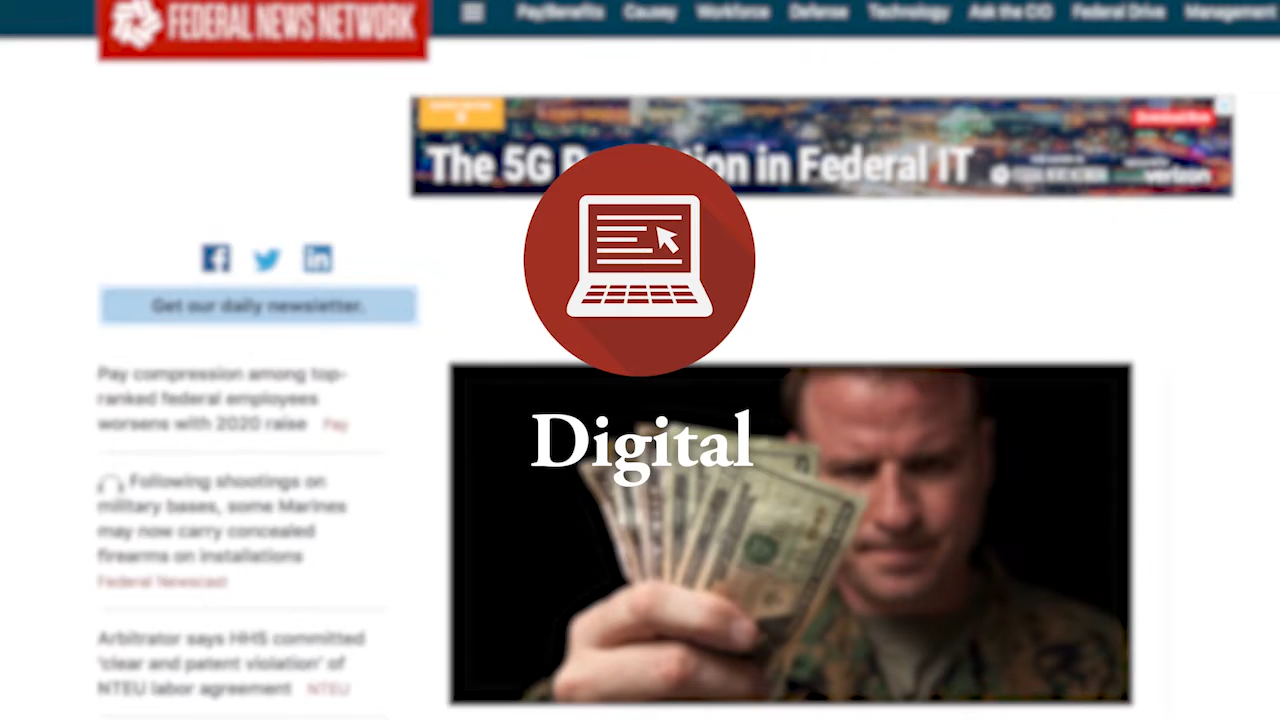 FEDERAL NEWS NETWORK
Pay/Benefits Causey Workforce Defense Technology Ask the CIO Federal Drive Management
The 5G in Federal IT
verizon
Get our daily newsletter.
Pay compression among top-
ranked federal employees
worsens with 2020 raise Pay
Following shootings on
military bases, some Marines
may now carry concealed
firearms on installations
Federal Newscast
Arbitrator says HHS committed
'clear and patent violation' of
NTEU labor agreement NTEU
Digital